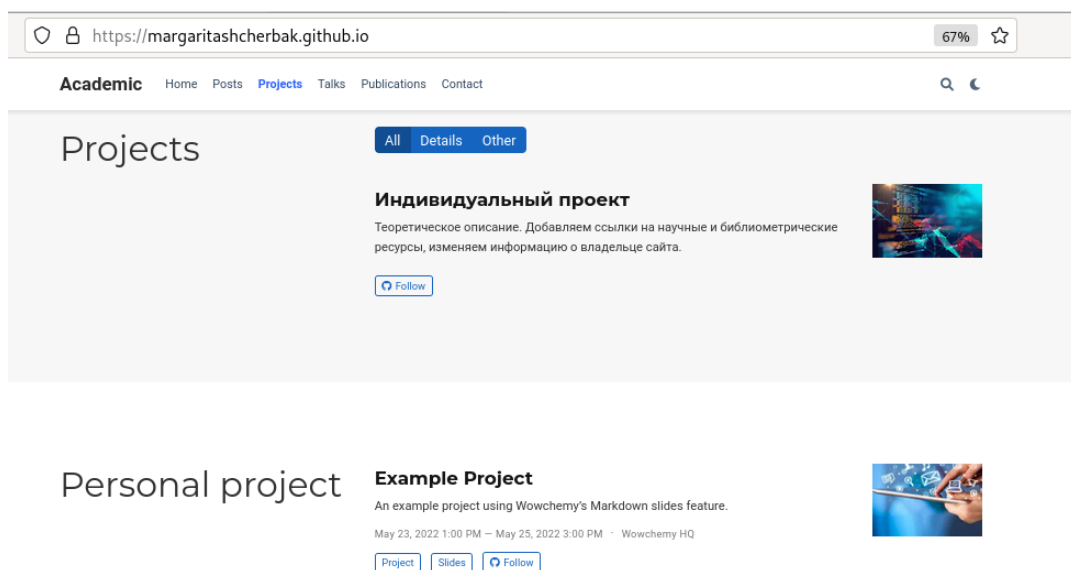 https://margaritashcherbak.github.io
67%
Academic Home Posts Projects Talks Publications Contact
Projects
All Details Other
Индивидуальный проект
Теоретическое описание. Добавляем ссылки на научные и библиометрические
ресурсы, изменяем информацию о владельце сайта.
Follow
Personal project
Example Project
An example project using Wowchemy's Markdown slides feature.
May 23, 2022 1:00 PM — May 25, 2022 3:00 PM · Wowchemy HQ
Project Slides Follow